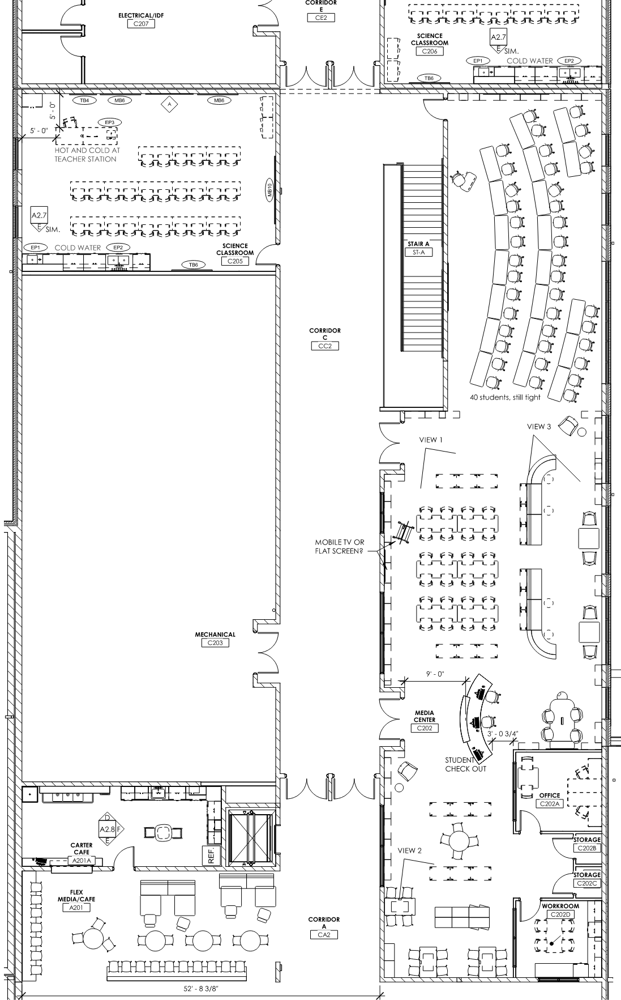 CORRIDOR
E
CE2
ELECTRICAL/IDF
C207
SCIENCE
CLASSROOM
C206
A2.7
E
SIM.
EP1
COLD WATER
EP2
TB6
TB4
MB6
A
MB6
5' - 0"
EP3
5' - 0"
HOT AND COLD AT
TEACHER STATION
MB10
A2.7
E
SIM.
EP1
COLD WATER
EP2
SCIENCE
CLASSROOM
C205
TB6
STAIR A
ST-A
CORRIDOR
C
CC2
40 students, still tight
VIEW 1
VIEW 3
MOBILE TV OR
FLAT SCREEN?
MECHANICAL
C203
9' - 0"
MEDIA
CENTER
C202
3' - 0 3/4"
STUDENT
CHECK OUT
OFFICE
C202A
D
A2.8
F
E
CARTER
CAFE
A201A
REF.
STORAGE
C202B
VIEW 2
STORAGE
C202C
FLEX
MEDIA/CAFE
A201
WORKROOM
C202D
CORRIDOR
A
CA2
52' - 8 3/8"